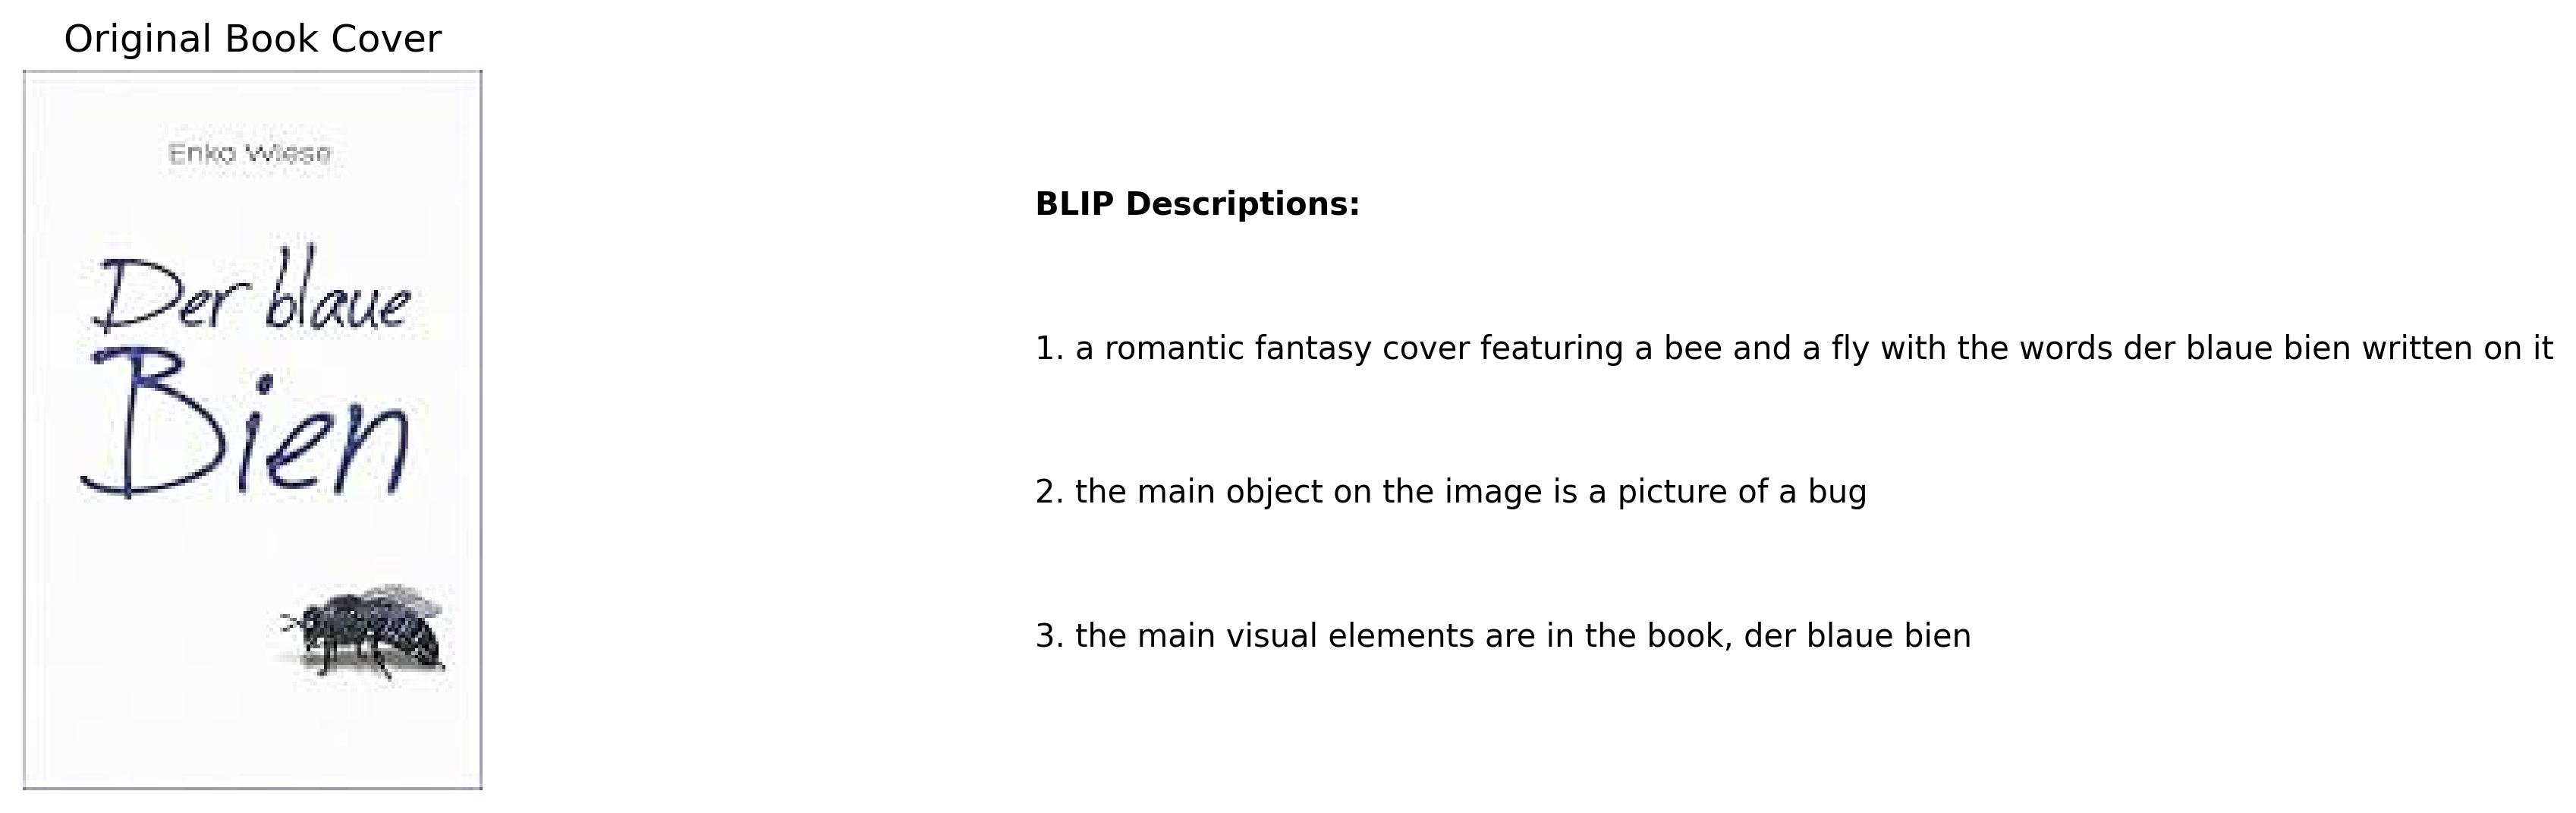 Original Book Cover
Enka Wiese
Der blaue
Bien
BLIP Descriptions:
1. a romantic fantasy cover featuring a bee and a fly with the words der blaue bien written on it
2. the main object on the image is a picture of a bug
3. the main visual elements are in the book, der blaue bien